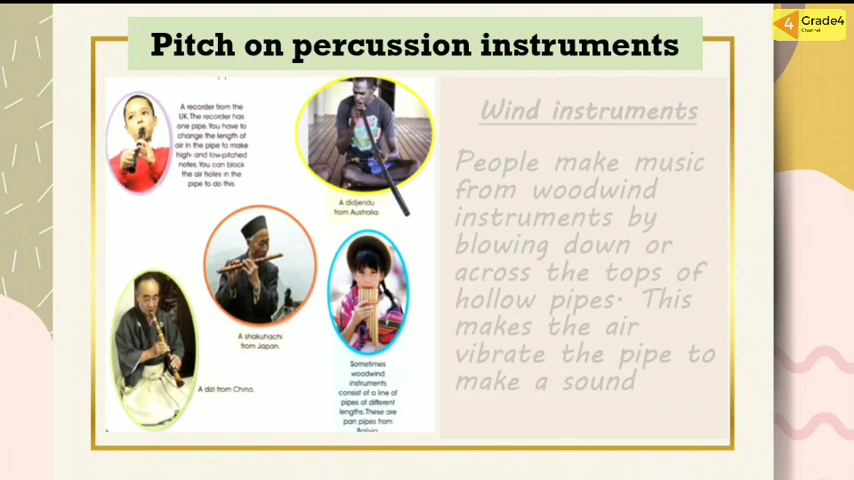 4 Grade4
Channel
Pitch on percussion instruments
A recorder from the
UK. The recorder has
one pipe. You have to
change the length of
air in the pipe to make
high- and low-pitched
notes. You can block
the air holes in the
pipe to do this.
A didjeridu
from Australia.
A shakuhachi
from Japan.
A dizi from China.
Sometimes
woodwind
instruments
consist of a line of
pipes of different
lengths. These are
pan pipes from
Bolivia.
Wind instruments
People make music
from woodwind
instruments by
blowing down or
across the tops of
hollow pipes. This
makes the air
vibrate the pipe to
make a sound